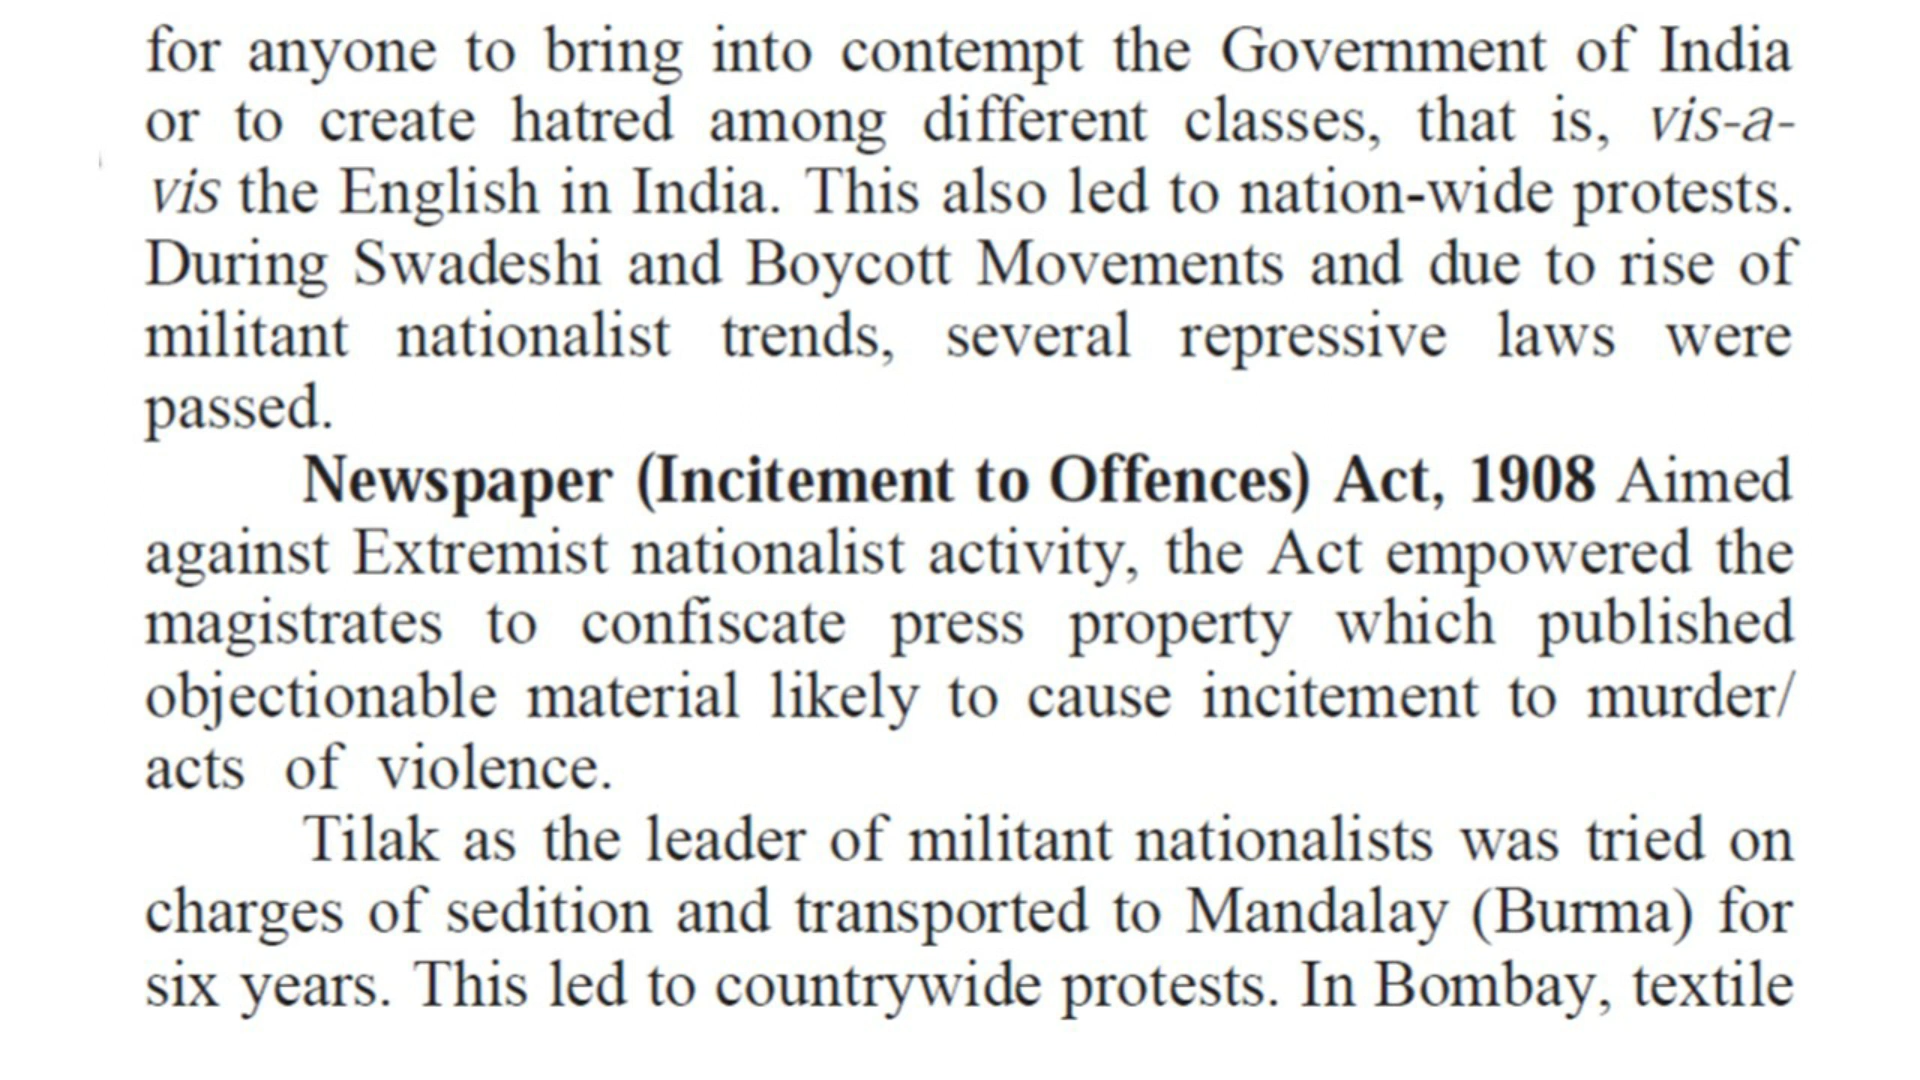 for anyone to bring into contempt the Government of India
or to create hatred among different classes, that is, vis-a-
vis the English in India. This also led to nation-wide protests.
During Swadeshi and Boycott Movements and due to rise of
militant nationalist trends, several repressive laws were
passed.
Newspaper (Incitement to Offences) Act, 1908 Aimed
against Extremist nationalist activity, the Act empowered the
magistrates to confiscate press property which published
objectionable material likely to cause incitement to murder/
acts of violence.
Tilak as the leader of militant nationalists was tried on
charges of sedition and transported to Mandalay (Burma) for
six years. This led to countrywide protests. In Bombay, textile